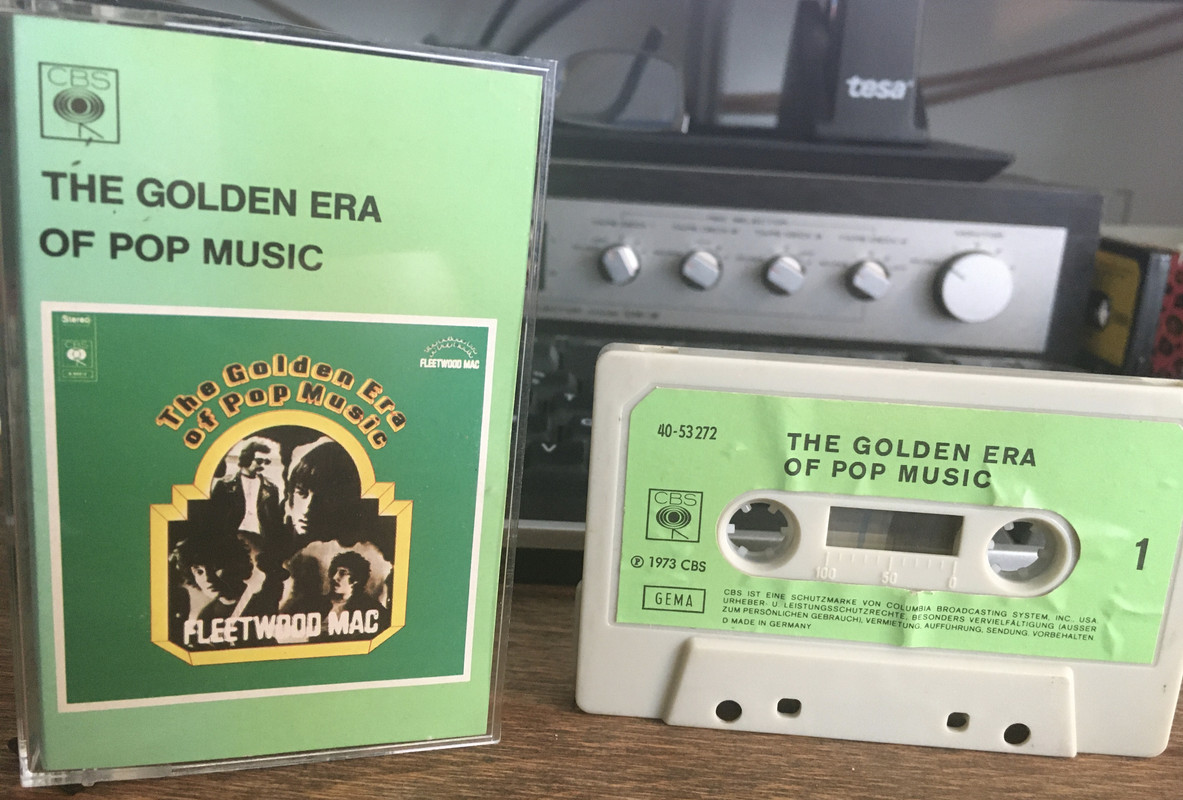 CBS
THE GOLDEN ERA
OF POP MUSIC
Stereo
CBS
FLEETWOOD MAC
The Golden Era
of Pop Music
FLEETWOOD MAC
tesa
40-53 272
THE GOLDEN ERA
OF POP MUSIC
CBS
℗ 1973 CBS
GEMA
100 50 0
1
CBS IST EINE SCHUTZMARKE VON COLUMBIA BROADCASTING SYSTEM, INC., USA
URHEBER- U. LEISTUNGSSCHUTZRECHTE, BESONDERS VERVIELFÄLTIGUNG (AUSSER
ZUM PERSÖNLICHEN GEBRAUCH), VERMIETUNG, AUFFÜHRUNG, SENDUNG, VORBEHALTEN
D MADE IN GERMANY